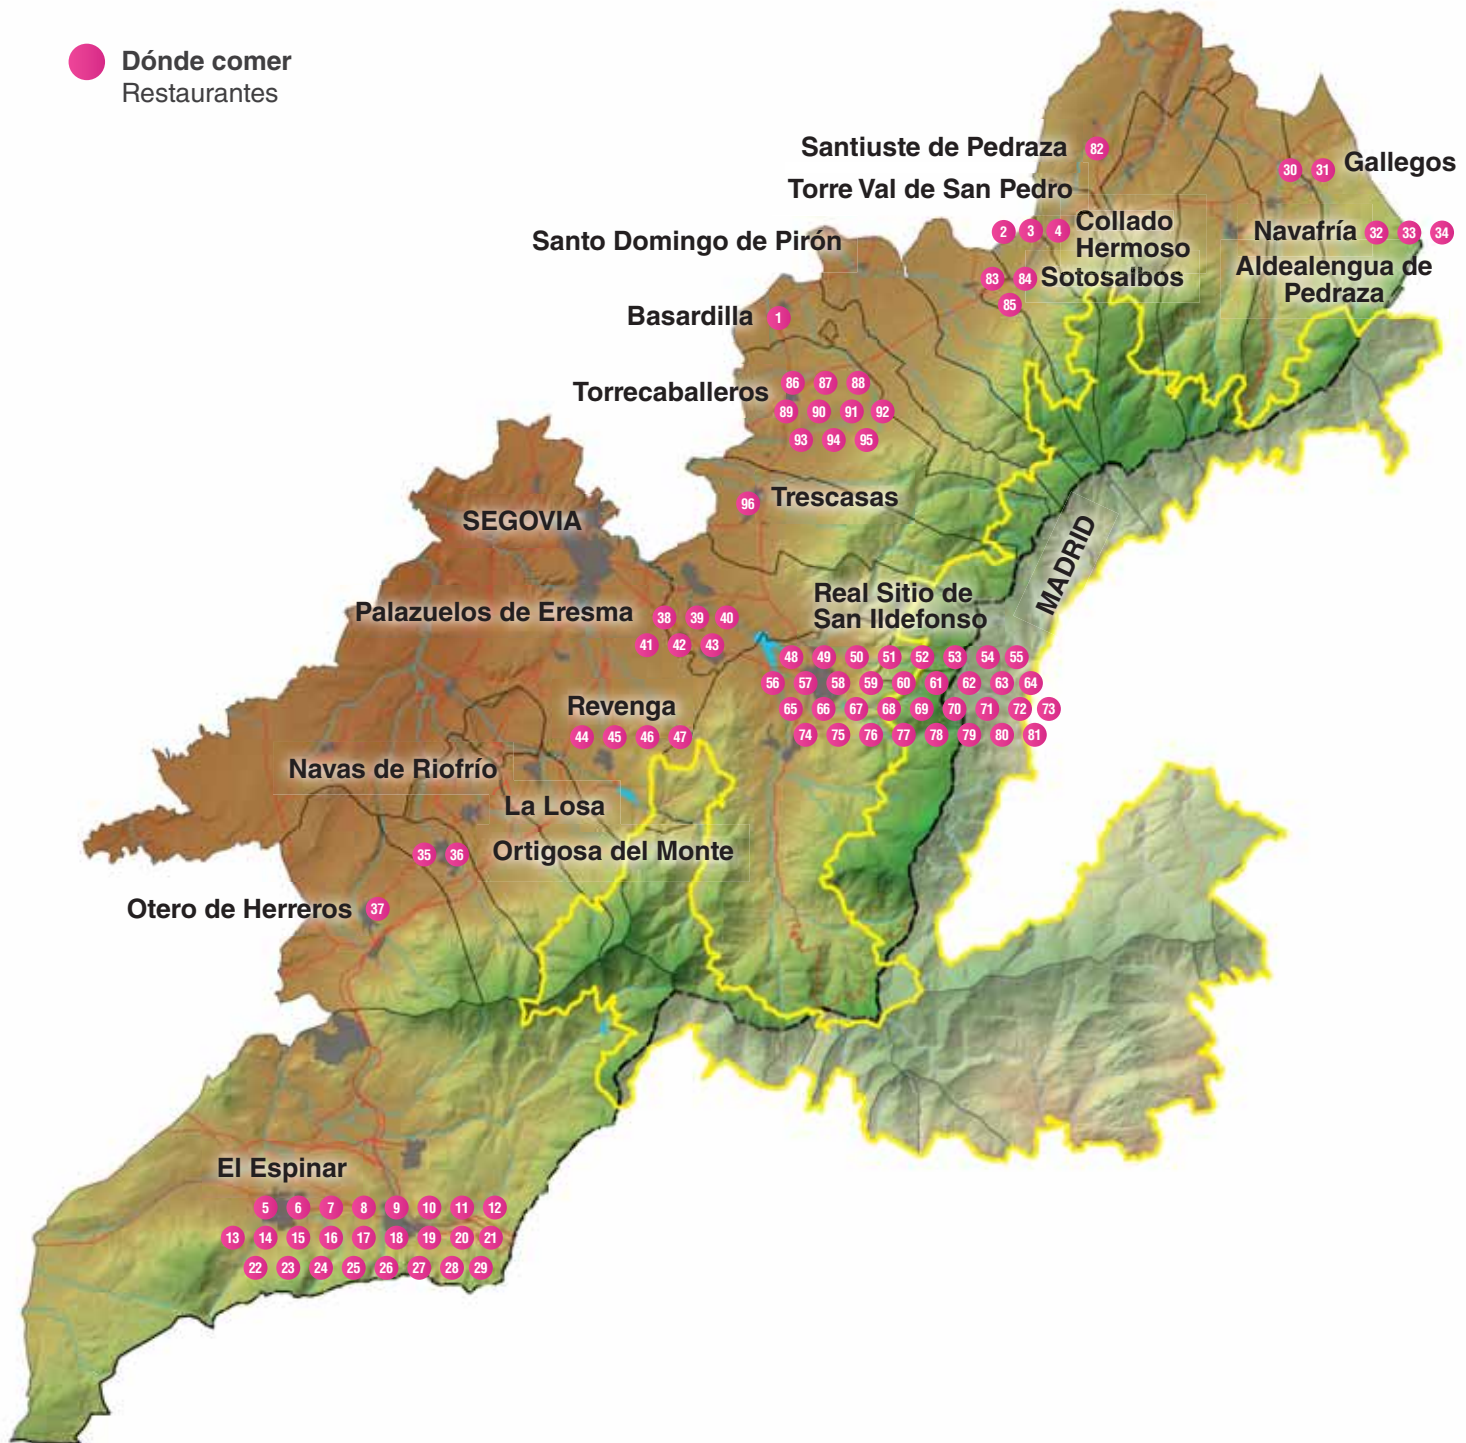 Dónde comer
Restaurantes
Santiuste de Pedraza 82
30 31 Gallegos
Torre Val de San Pedro
2 3 4 Collado
Hermoso
Navafría 32 33 34
Santo Domingo de Pirón
83 84 Sotosalbos
85
Aldealengua de
Pedraza
Basardilla 1
Torrecaballeros 86 87 88
89 90 91 92
93 94 95
96 Trescasas
SEGOVIA
MADRID
Real Sitio de
San Ildefonso
Palazuelos de Eresma 38 39 40
41 42 43
48 49 50 51 52 53 54 55
56 57 58 59 60 61 62 63 64
65 66 67 68 69 70 71 72 73
74 75 76 77 78 79 80 81
Revenga
44 45 46 47
Navas de Riofrío
La Losa
35 36 Ortigosa del Monte
Otero de Herreros 37
El Espinar
5 6 7 8 9 10 11 12
13 14 15 16 17 18 19 20 21
22 23 24 25 26 27 28 29